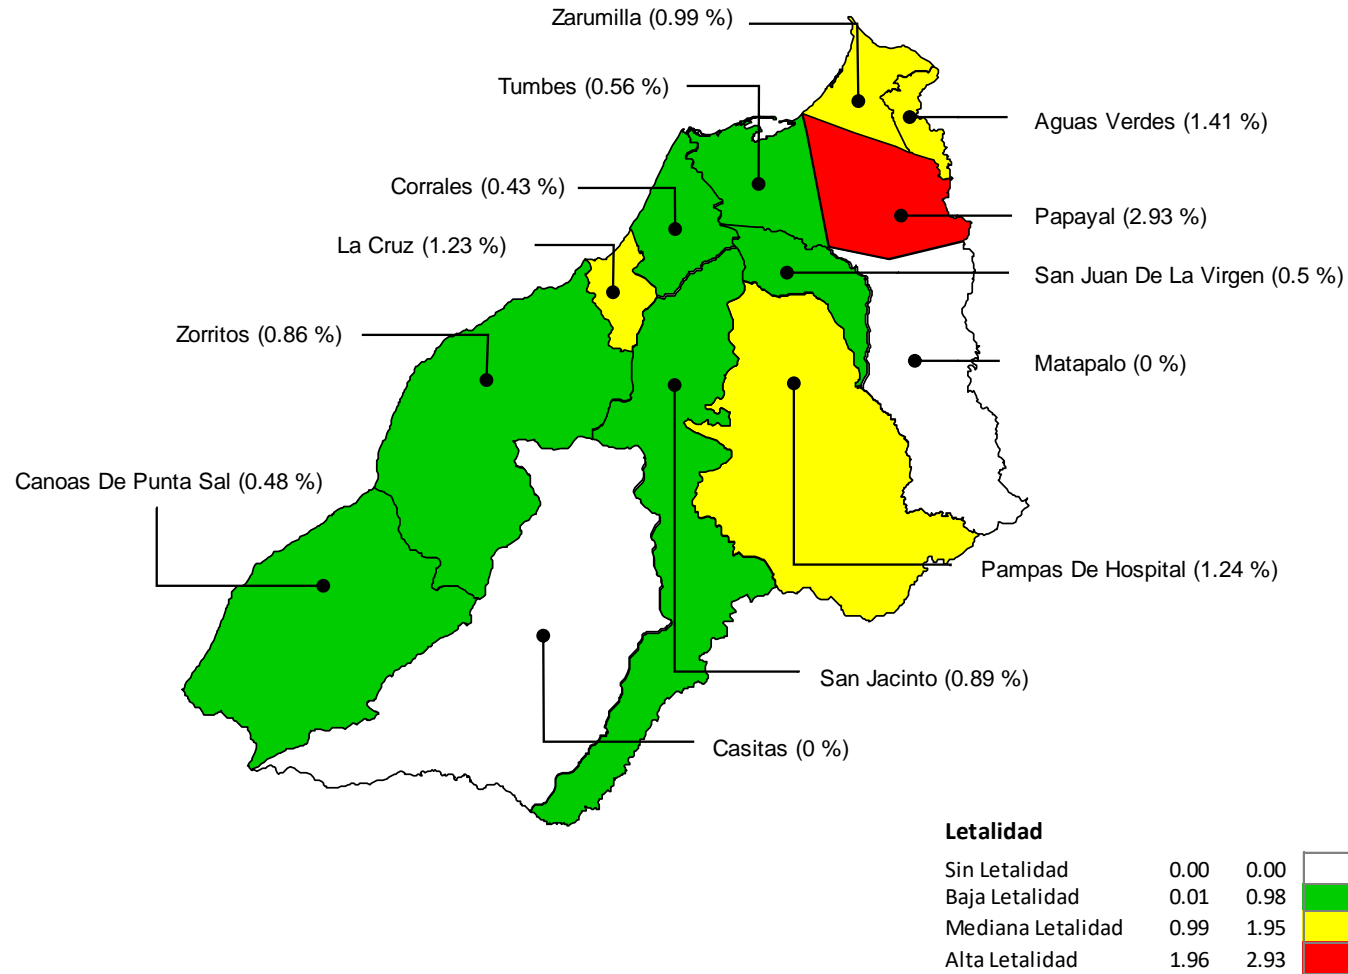 Zarumilla (0.99 %)
Tumbes (0.56 %)
Aguas Verdes (1.41 %)
Corrales (0.43 %)
Papayal (2.93 %)
La Cruz (1.23 %)
San Juan De La Virgen (0.5 %)
Zorritos (0.86 %)
Matapalo (0 %)
Canoas De Punta Sal (0.48 %)
Pampas De Hospital (1.24 %)
San Jacinto (0.89 %)
Casitas (0 %)
Letalidad
Sin Letalidad 0.00 0.00
Baja Letalidad 0.01 0.98
Mediana Letalidad 0.99 1.95
Alta Letalidad 1.96 2.93